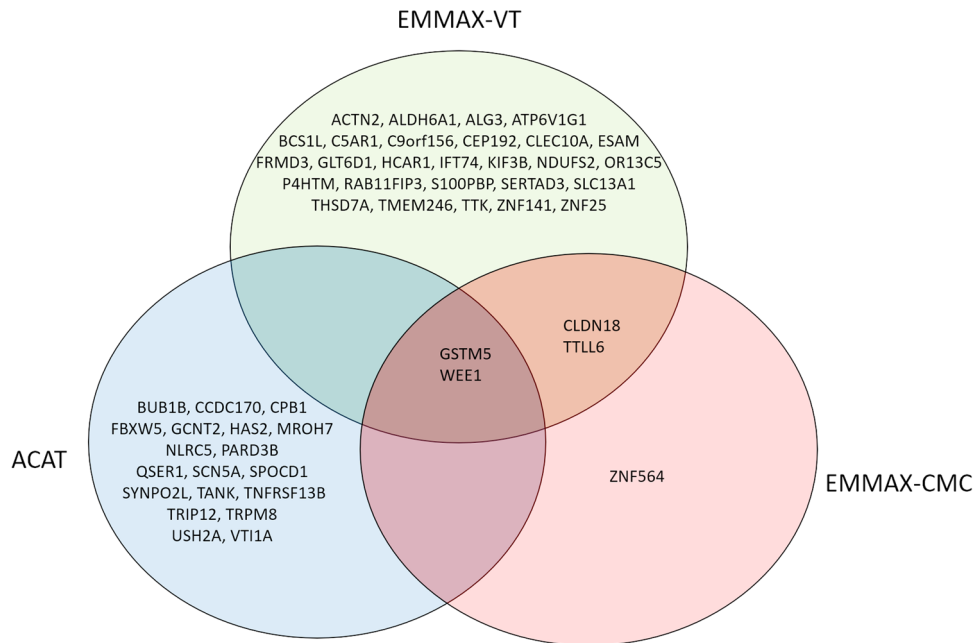 EMMAX-VT
ACTN2, ALDH6A1, ALG3, ATP6V1G1
BCS1L, C5AR1, C9orf156, CEP192, CLEC10A, ESAM
FRMD3, GLT6D1, HCAR1, IFT74, KIF3B, NDUFS2, OR13C5
P4HTM, RAB11FIP3, S100PBP, SERTAD3, SLC13A1
THSD7A, TMEM246, TTK, ZNF141, ZNF25
CLDN18
TTLL6
GSTM5
WEE1
BUB1B, CCDC170, CPB1
FBXW5, GCNT2, HAS2, MROH7
NLRC5, PARD3B
QSER1, SCN5A, SPOCD1
SYNPO2L, TANK, TNFRSF13B
TRIP12, TRPM8
USH2A, VTI1A
ACAT
ZNF564
EMMAX-CMC